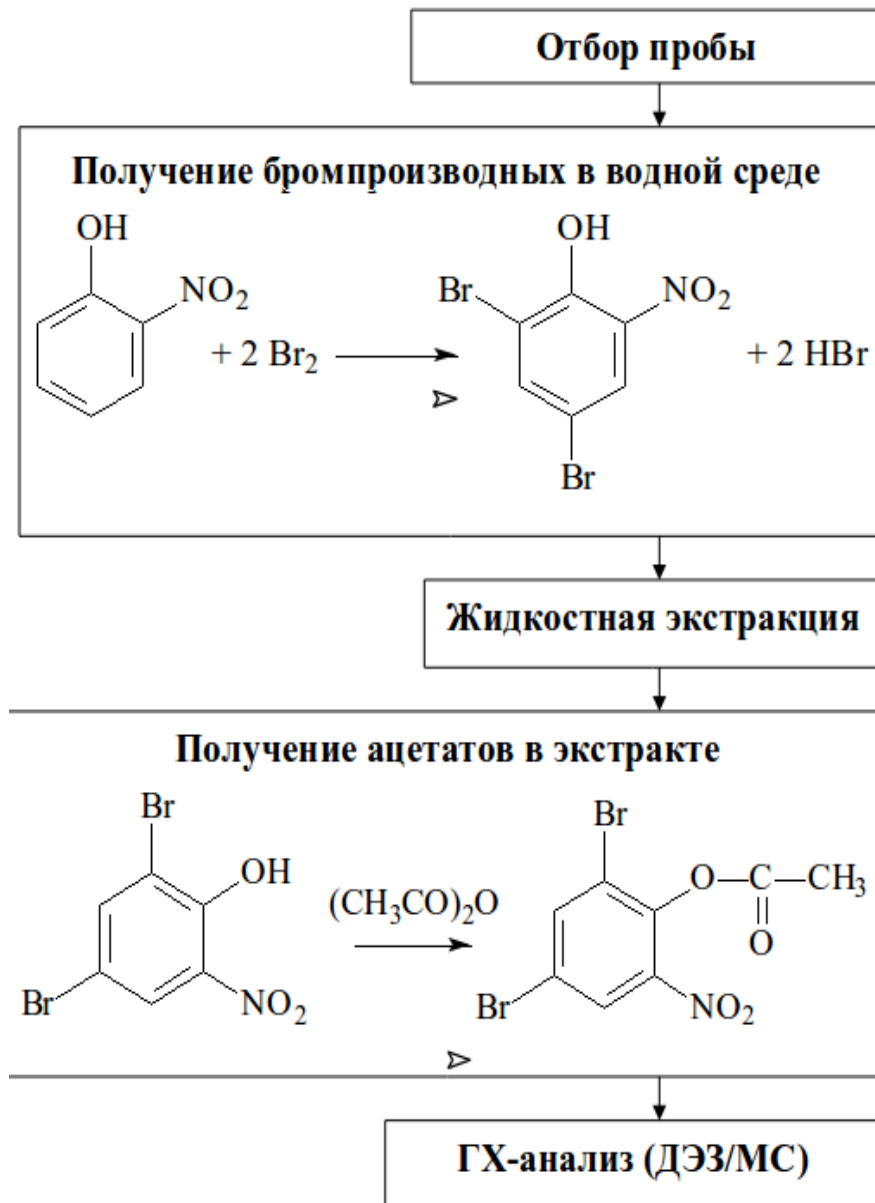 Отбор пробы
Получение бромпроизводных в водной среде
OH
NO₂
+ 2 Br₂
OH
Br
NO₂
Br
+ 2 HBr
Жидкостная экстракция
Получение ацетатов в экстракте
Br
OH
Br
NO₂
(CH₃CO)₂O
Br
O—C—CH₃
O
Br
NO₂
ГХ-анализ (ДЭЗ/МС)